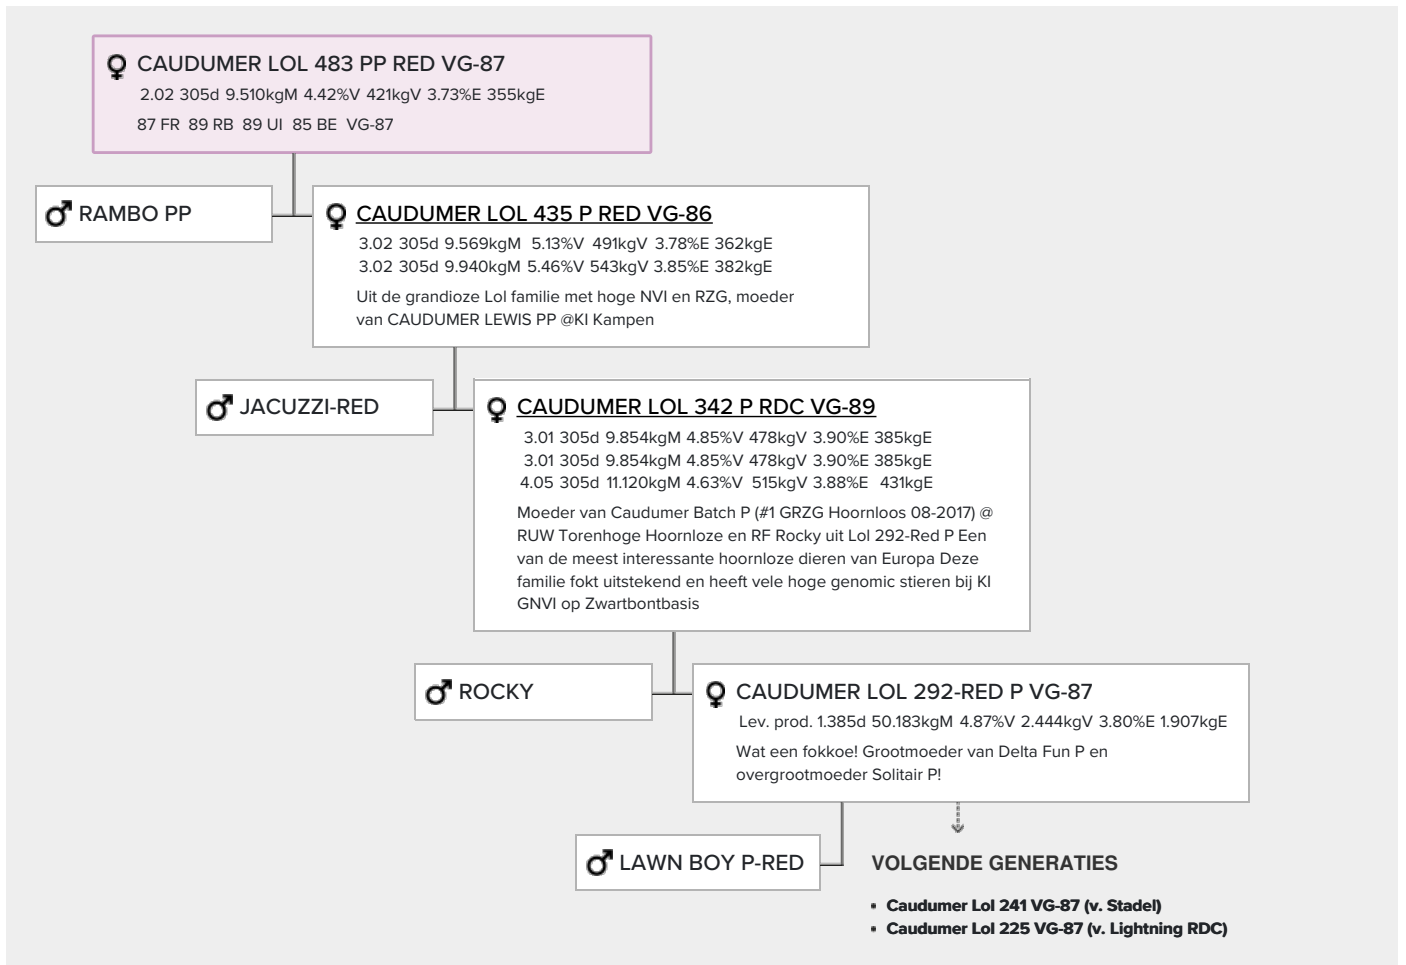 CAUDUMER LOL 483 PP RED VG-87
2.02 305d 9.510kgM 4.42%V 421kgV 3.73%E 355kgE
87 FR 89 RB 89 UI 85 BE VG-87
RAMBO PP
CAUDUMER LOL 435 P RED VG-86
3.02 305d 9.569kgM 5.13%V 491kgV 3.78%E 362kgE
3.02 305d 9.940kgM 5.46%V 543kgV 3.85%E 382kgE
Uit de grandioze Lol familie met hoge NVI en RZG, moeder
van CAUDUMER LEWIS PP @KI Kampen
JACUZZI-RED
CAUDUMER LOL 342 P RDC VG-89
3.01 305d 9.854kgM 4.85%V 478kgV 3.90%E 385kgE
3.01 305d 9.854kgM 4.85%V 478kgV 3.90%E 385kgE
4.05 305d 11.120kgM 4.63%V 515kgV 3.88%E 431kgE
Moeder van Caudumer Batch P (#1 GRZG Hoornloos 08-2017) @
RUW Torenhoge Hoornloze en RF Rocky uit Lol 292-Red P Een
van de meest interessante hoornloze dieren van Europa Deze
familie fokt uitstekend en heeft vele hoge genomic stieren bij KI
GNVI op Zwartbontbasis
ROCKY
CAUDUMER LOL 292-RED P VG-87
Lev. prod. 1.385d 50.183kgM 4.87%V 2.444kgV 3.80%E 1.907kgE
Wat een fokkoe! Grootmoeder van Delta Fun P en
overgrootmoeder Solitair P!
LAWN BOY P-RED
VOLGENDE GENERATIES
• Caudumer Lol 241 VG-87 (v. Stadel)
• Caudumer Lol 225 VG-87 (v. Lightning RDC)